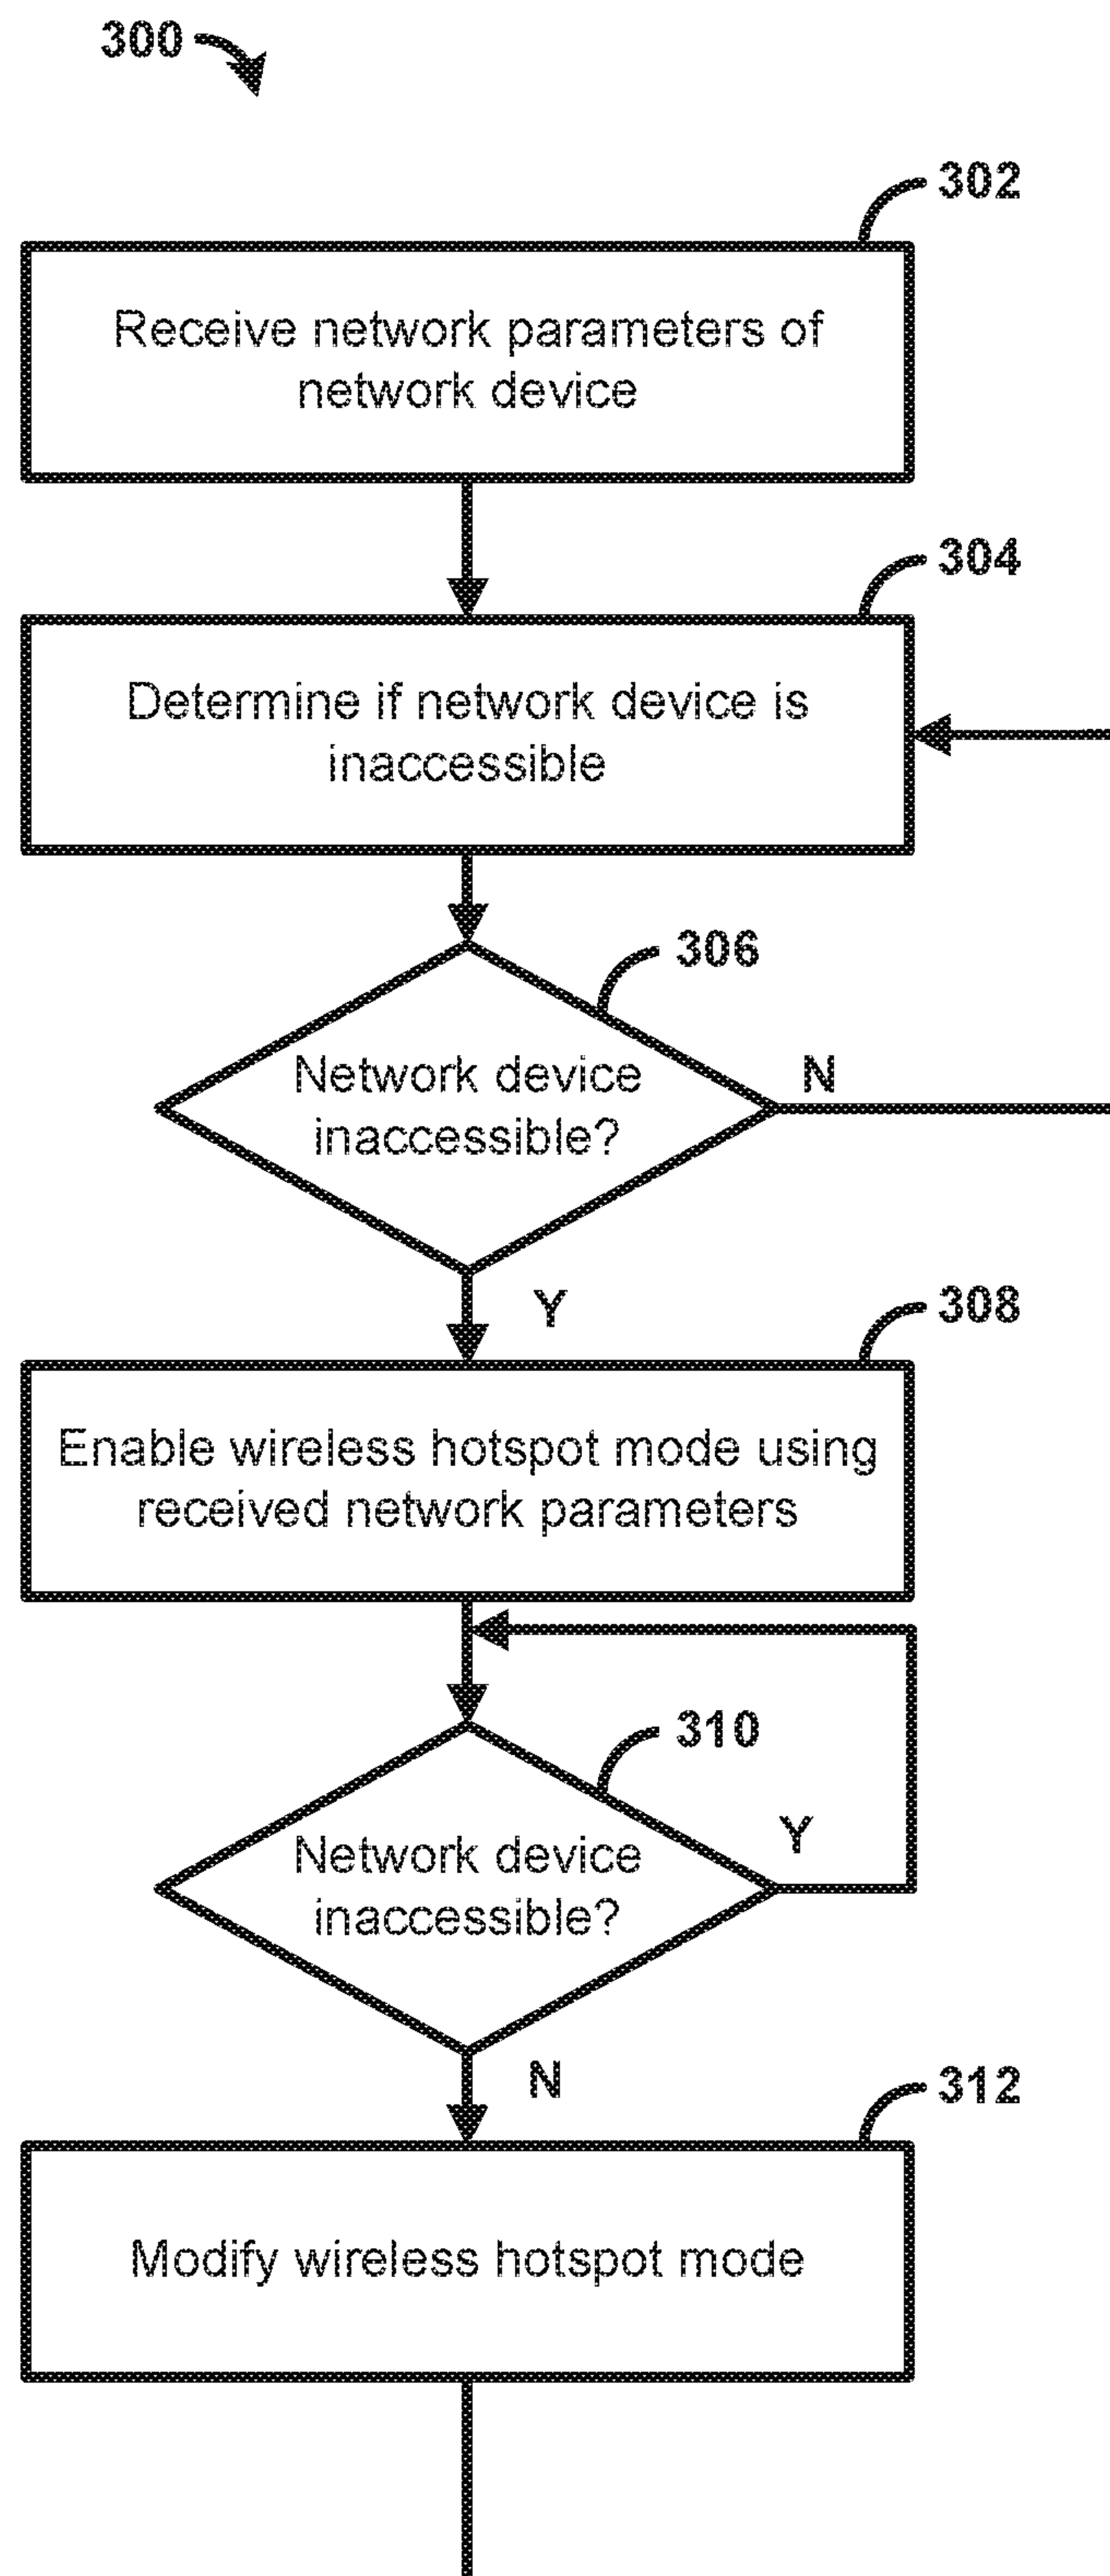 300
302
Receive network parameters of
network device
304
Determine if network device is
inaccessible
306
Network device
inaccessible?
N
Y
308
Enable wireless hotspot mode using
received network parameters
310
Network device
inaccessible?
Y
N
312
Modify wireless hotspot mode